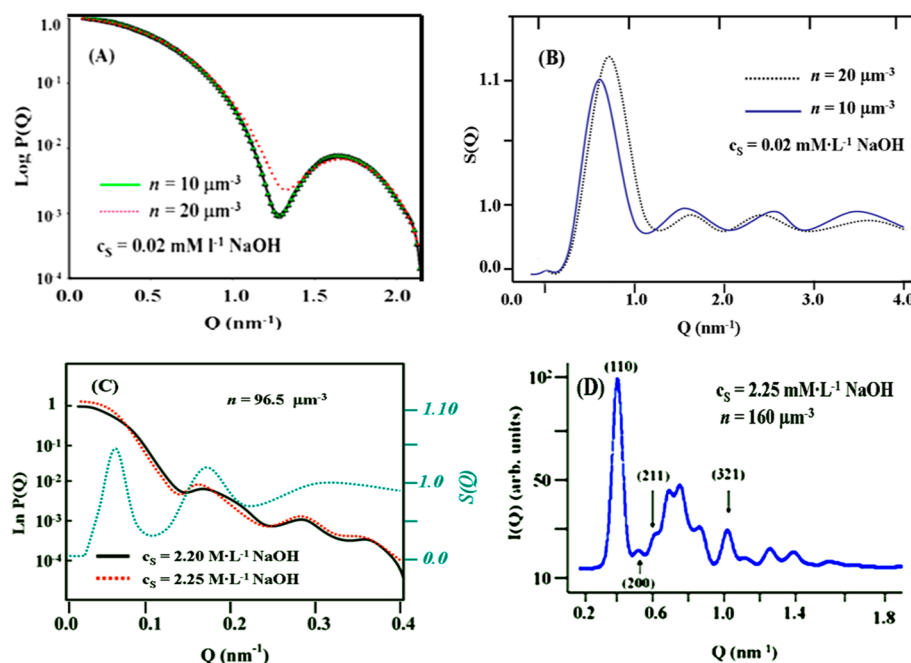 (A)
1.0
10-1
10-2
10-3
10-4
Log P(Q)
n = 10 µm-3
n = 20 µm-3
cS = 0.02 mM l-1 NaOH
0.0 0.5 1.0 1.5 2.0
Q (nm-1)
(B)
1.1
1.0
0.0
S(Q)
n = 20 µm-3
n = 10 µm-3
cS = 0.02 mM·L-1 NaOH
0.0 1.0 2.0 3.0 4.0
Q (nm-1)
(C)
n = 96.5 µm-3
1
10-1
10-2
10-3
10-4
Ln P(Q)
1.10
1.0
0.0
S(Q)
cS = 2.20 M·L-1 NaOH
cS = 2.25 M·L-1 NaOH
0.0 0.1 0.2 0.3 0.4
Q (nm-1)
(D)
(110)
cS = 2.25 mM·L-1 NaOH
n = 160 µm-3
102
50
10
I(Q) (arb. units)
(211)
(321)
(200)
0.2 0.6 1.0 1.4 1.8
Q (nm-1)